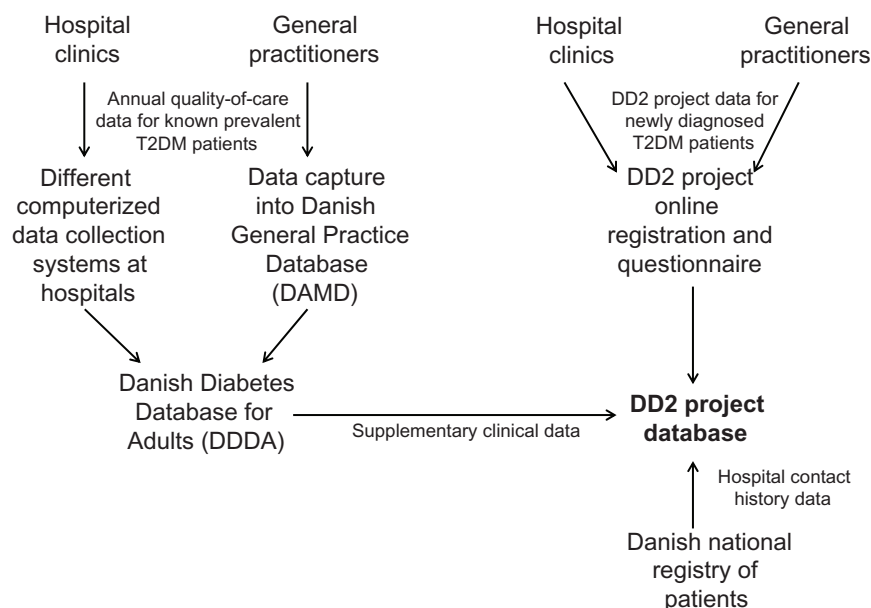 Hospital
clinics
General
practitioners
Annual quality-of-care
data for known prevalent
T2DM patients
Different
computerized
data collection
systems at
hospitals
Data capture
into Danish
General Practice
Database
(DAMD)
Danish Diabetes
Database for
Adults (DDDA)
Supplementary clinical data
Hospital
clinics
General
practitioners
DD2 project data for
newly diagnosed
T2DM patients
DD2 project
online
registration and
questionnaire
DD2 project
database
Hospital contact
history data
Danish national
registry of
patients